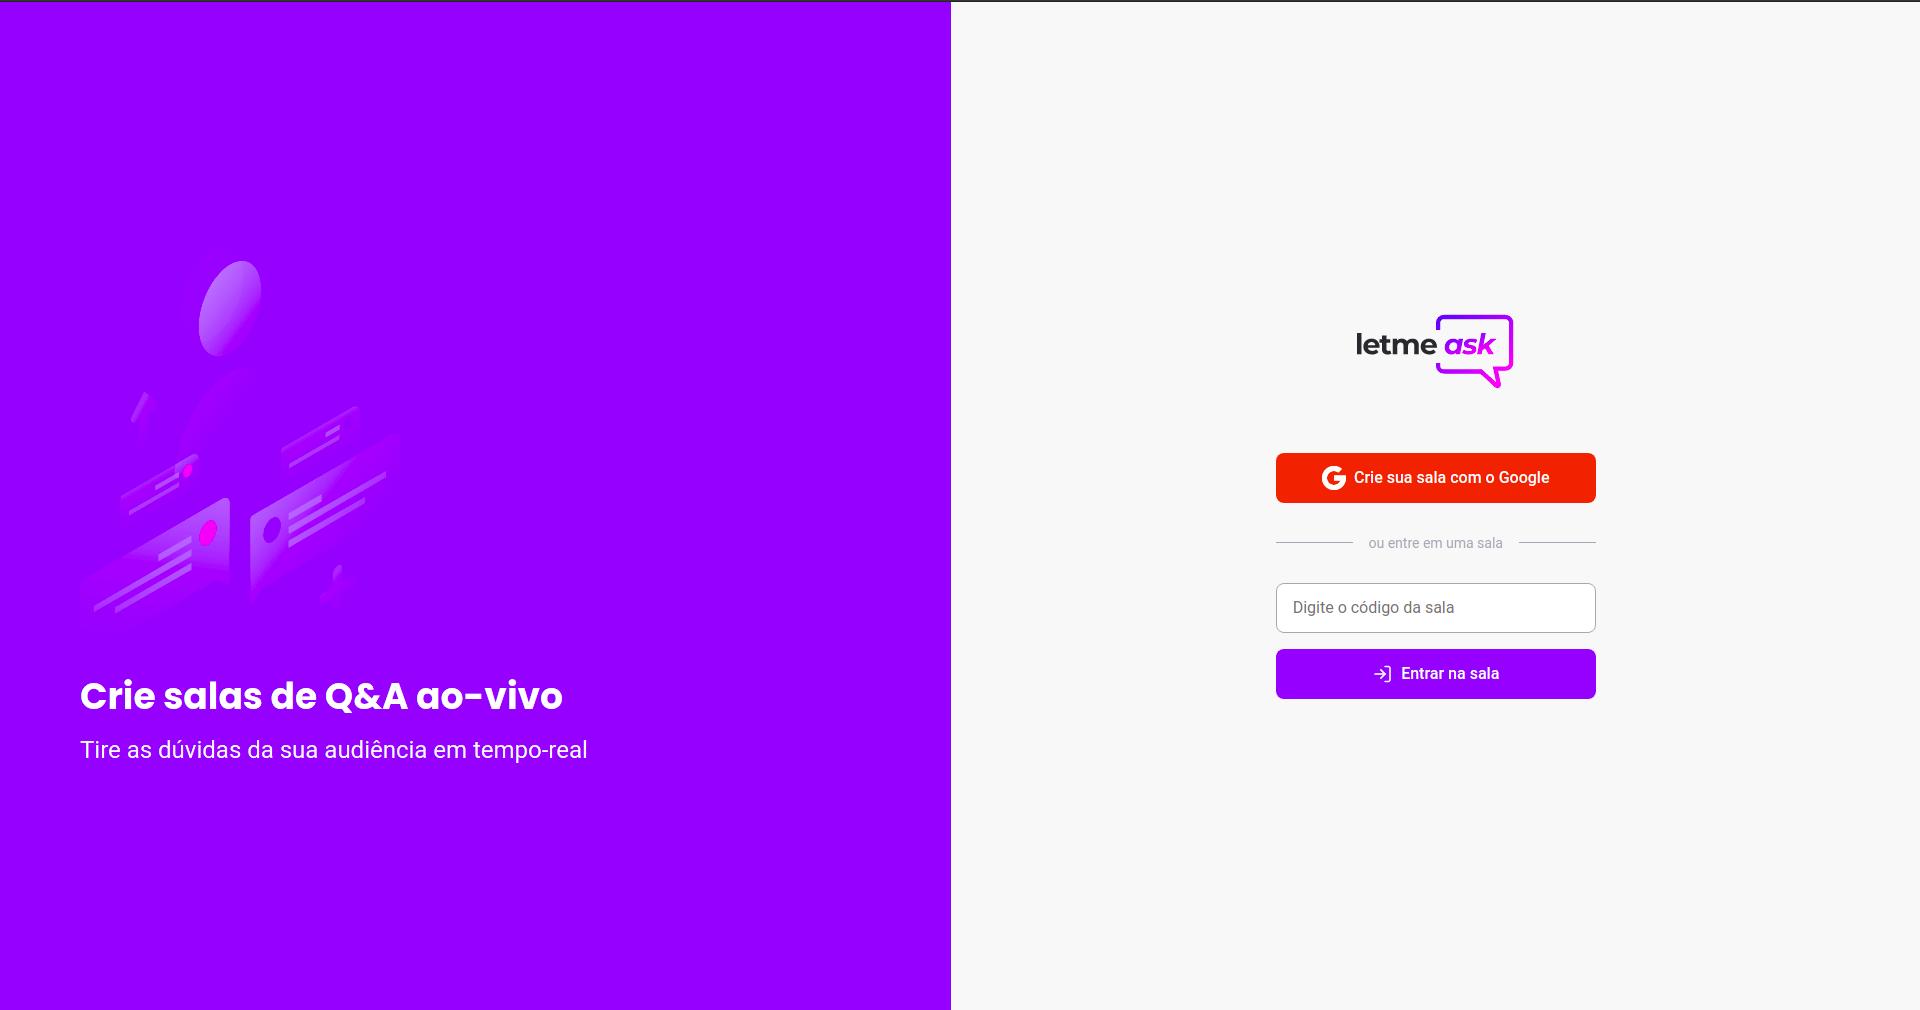 Crie salas de Q&A ao-vivo
Tire as dúvidas da sua audiência em tempo-real
letme ask
Crie sua sala com o Google
ou entre em uma sala
Digite o código da sala
Entrar na sala